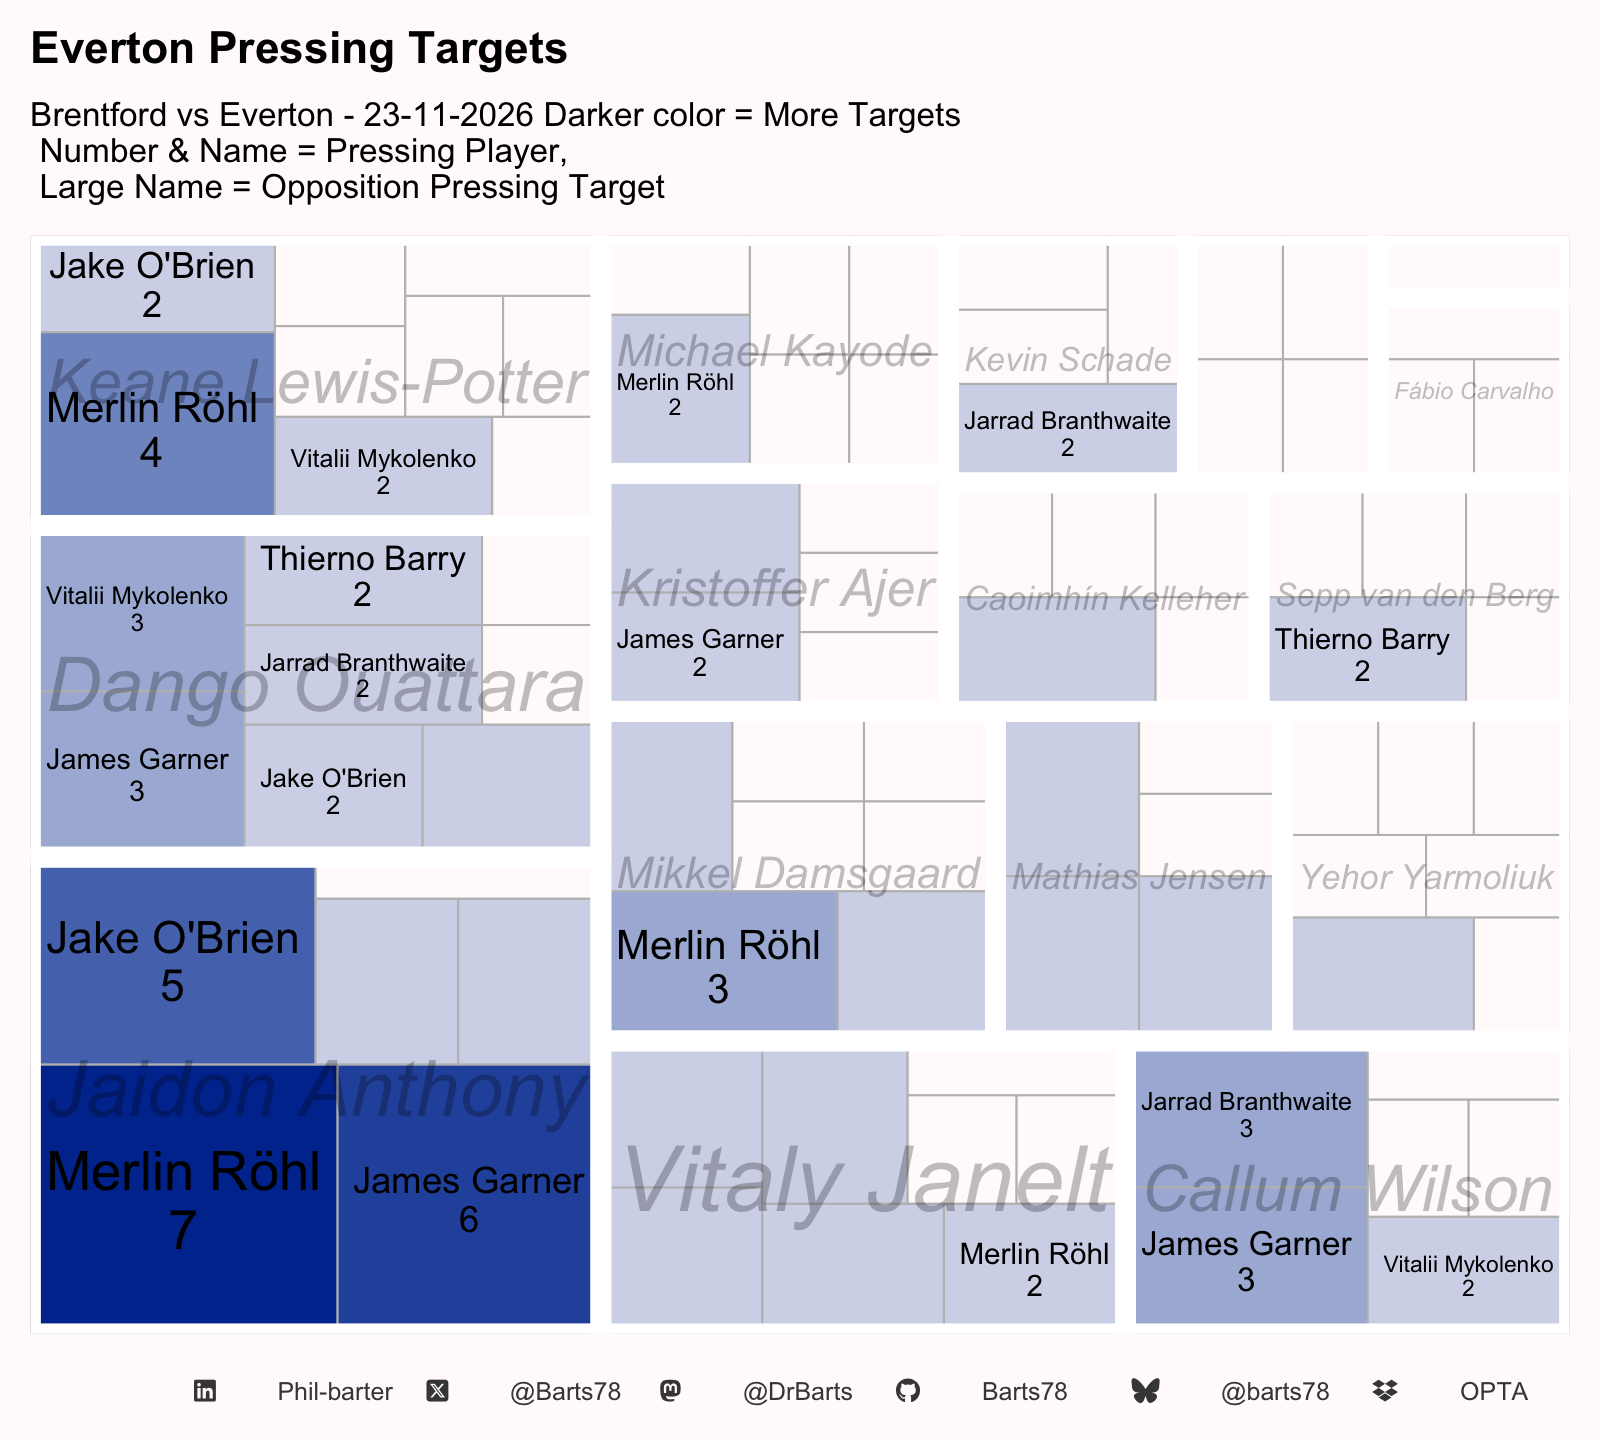 Everton Pressing Targets
Brentford vs Everton - 23-11-2026 Darker color = More Targets
Number & Name = Pressing Player,
Large Name = Opposition Pressing Target
Jake O'Brien
2
Keane Lewis-Potter
Merlin Röhl
4
Vitalii Mykolenko
2
Michael Kayode
Merlin Röhl
2
Kevin Schade
Jarrad Branthwaite
2
Fábio Carvalho
Vitalii Mykolenko
3
Thierno Barry
2
Jarrad Branthwaite
2
Dango Ouattara
James Garner
3
Jake O'Brien
2
Kristoffer Ajer
James Garner
2
Caoimhín Kelleher
Sepp van den Berg
Thierno Barry
2
Mikkel Damsgaard
Merlin Röhl
3
Mathias Jensen
Yehor Yarmoliuk
Jake O'Brien
5
Jaidon Anthony
Merlin Röhl
7
James Garner
6
Vitaly Janelt
Merlin Röhl
2
Jarrad Branthwaite
3
Callum Wilson
James Garner
3
Vitalii Mykolenko
2
Phil-barter @Barts78 @DrBarts Barts78 @barts78 OPTA